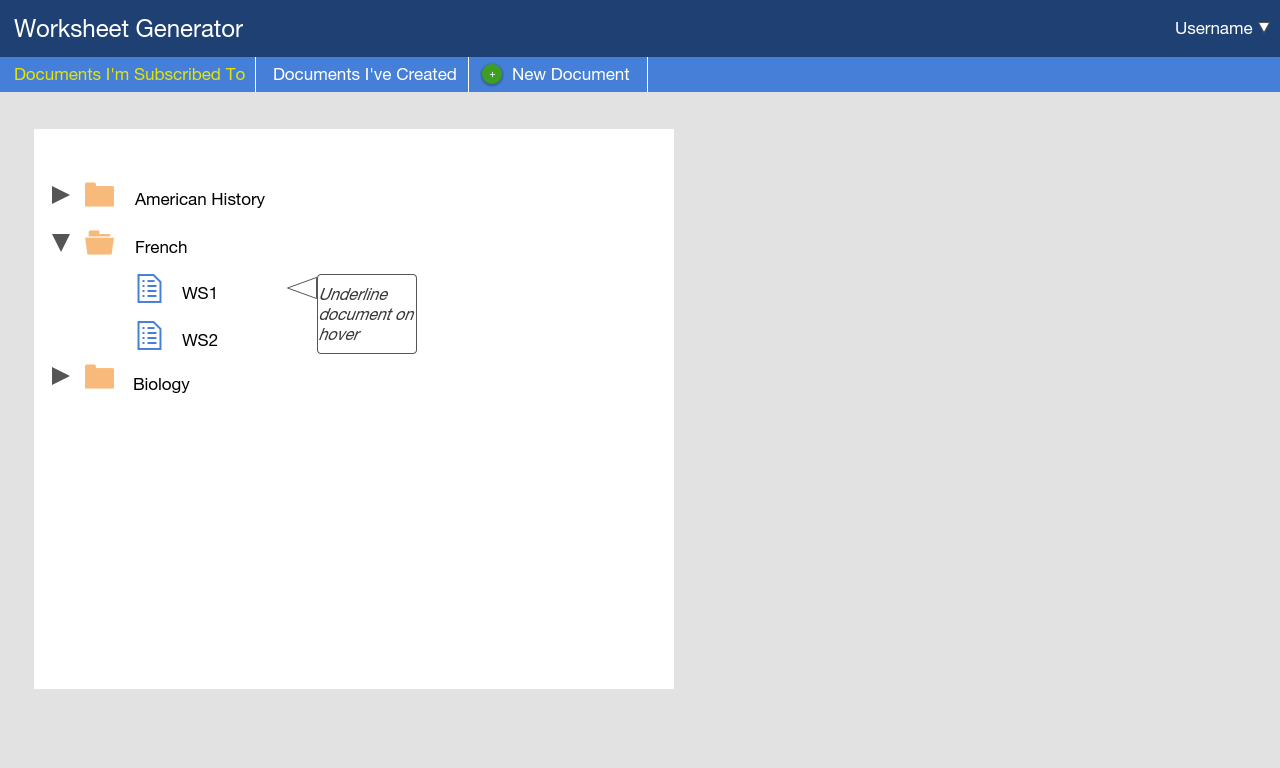 Worksheet Generator
Username
Documents I'm Subscribed To
Documents I've Created
+ New Document
American History
French
WS1
Underline
document on
hover
WS2
Biology